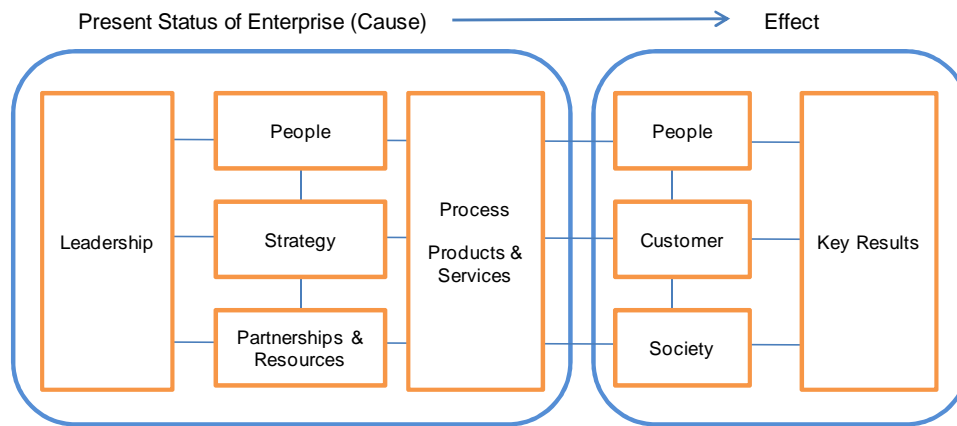 Present Status of Enterprise (Cause)
Effect
Leadership
People
Strategy
Partnerships &
Resources
Process
Products &
Services
People
Customer
Society
Key Results